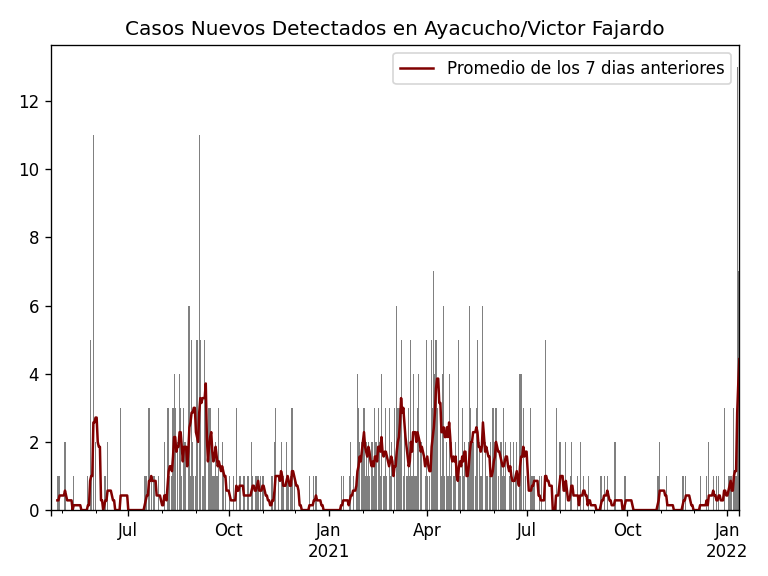 Casos Nuevos Detectados en Ayacucho/Victor Fajardo
Promedio de los 7 dias anteriores
12
10
8
6
4
2
0
Jul Oct Jan Apr Jul Oct Jan
2021 2022